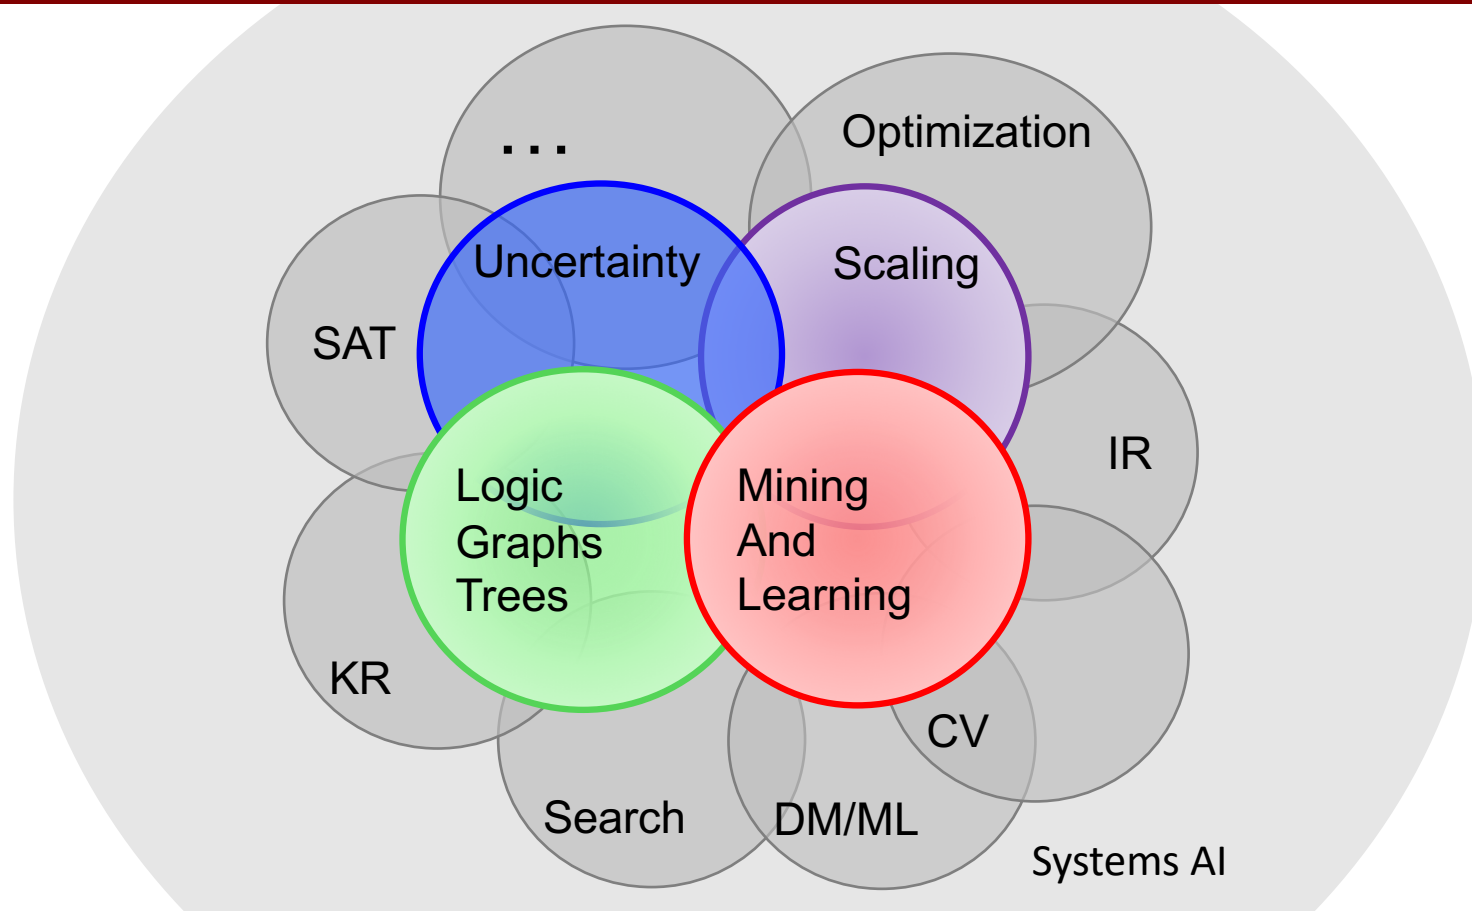 ...
Optimization
Uncertainty
Scaling
SAT
IR
Logic
Graphs
Trees
Mining
And
Learning
KR
CV
Search
DM/ML
Systems AI